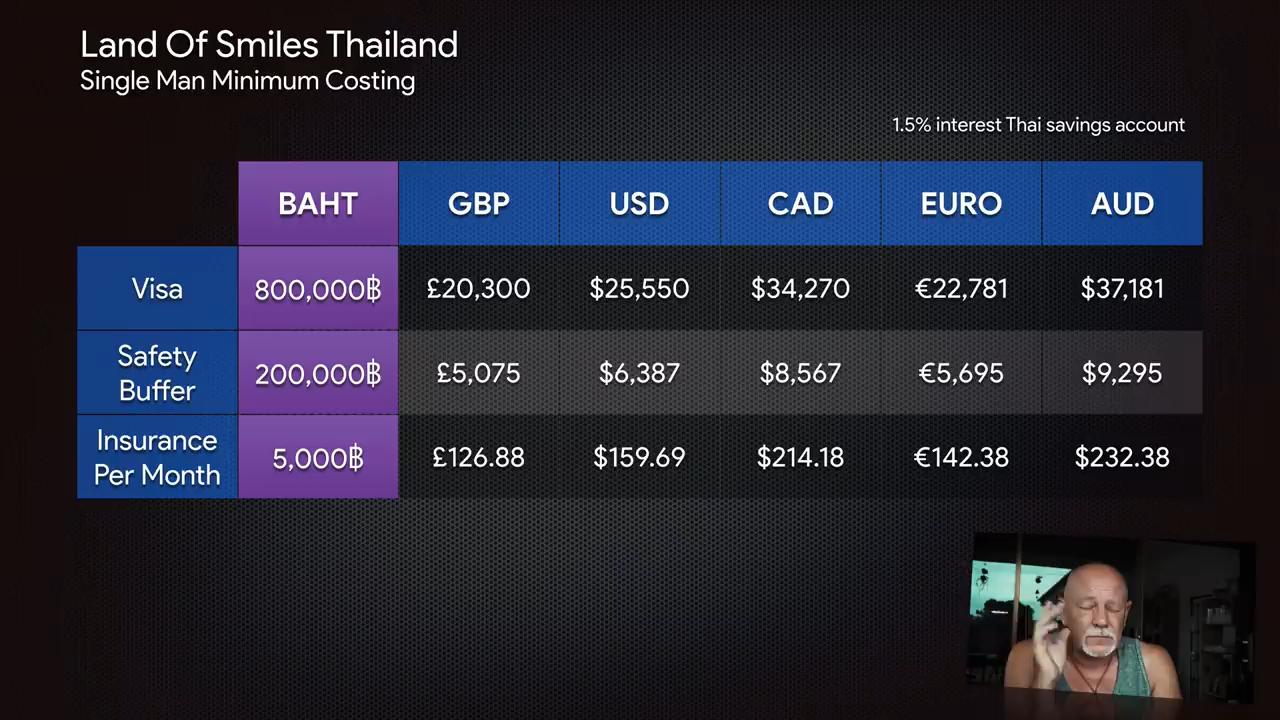 Land Of Smiles Thailand
Single Man Minimum Costing
1.5% interest Thai savings account
BAHT GBP USD CAD EURO AUD
Visa 800,000฿ £20,300 $25,550 $34,270 €22,781 $37,181
Safety
Buffer 200,000฿ £5,075 $6,387 $8,567 €5,695 $9,295
Insurance
Per Month 5,000฿ £126.88 $159.69 $214.18 €142.38 $232.38